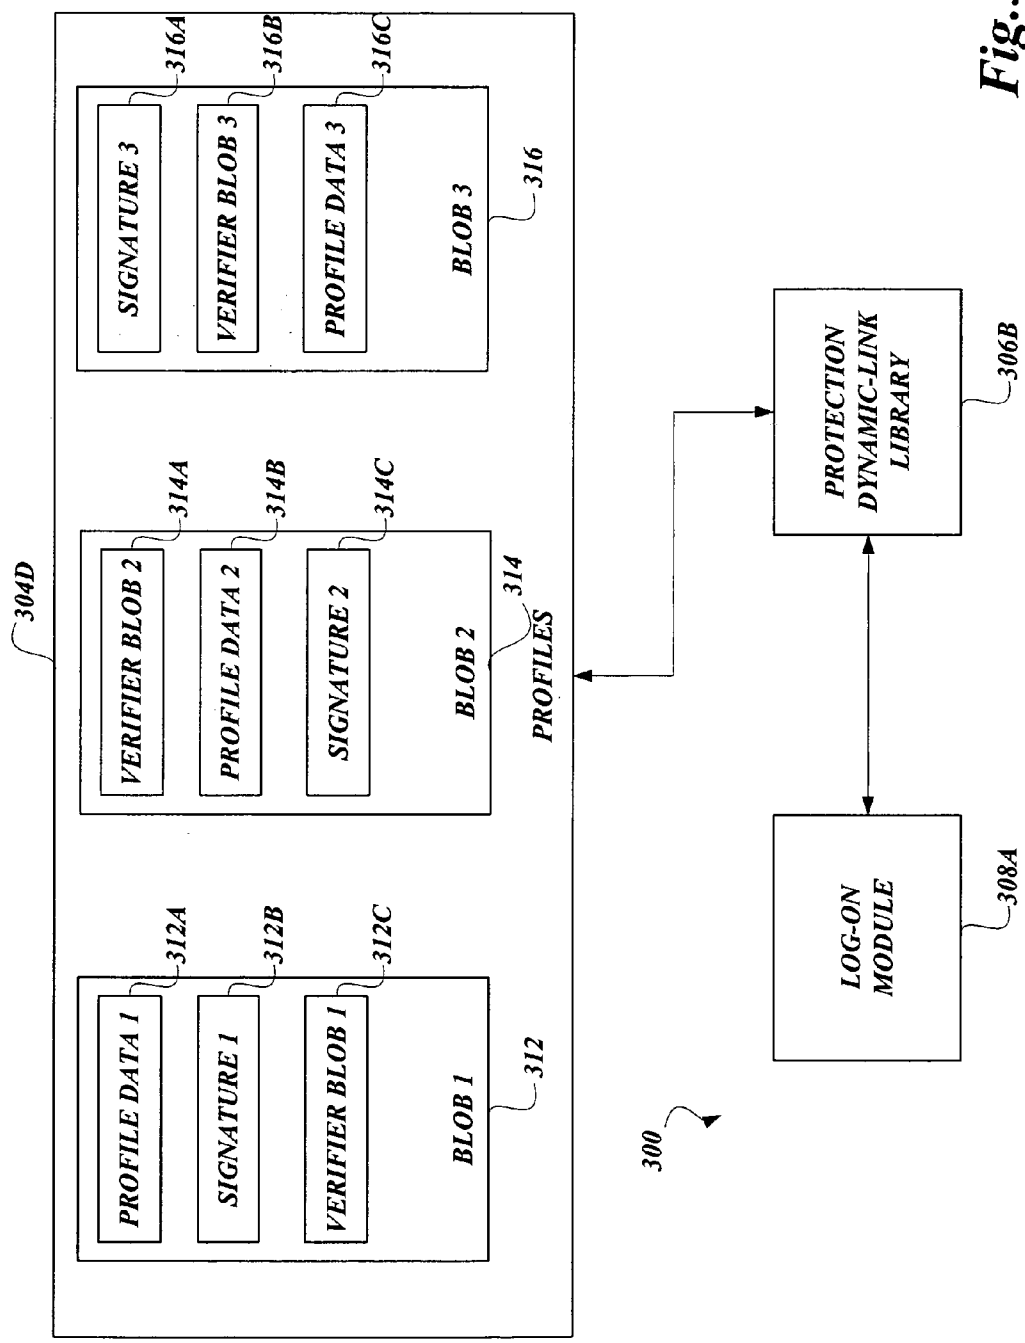 304D
PROFILE DATA 1
312A
SIGNATURE 1
312B
VERIFIER BLOB 1
312C
BLOB 1
312
VERIFIER BLOB 2
314A
PROFILE DATA 2
314B
SIGNATURE 2
314C
BLOB 2
314
SIGNATURE 3
316A
VERIFIER BLOB 3
316B
PROFILE DATA 3
316C
BLOB 3
316
PROFILES
300
LOG-ON
MODULE
308A
PROTECTION
DYNAMIC-LINK
LIBRARY
306B
Fig.